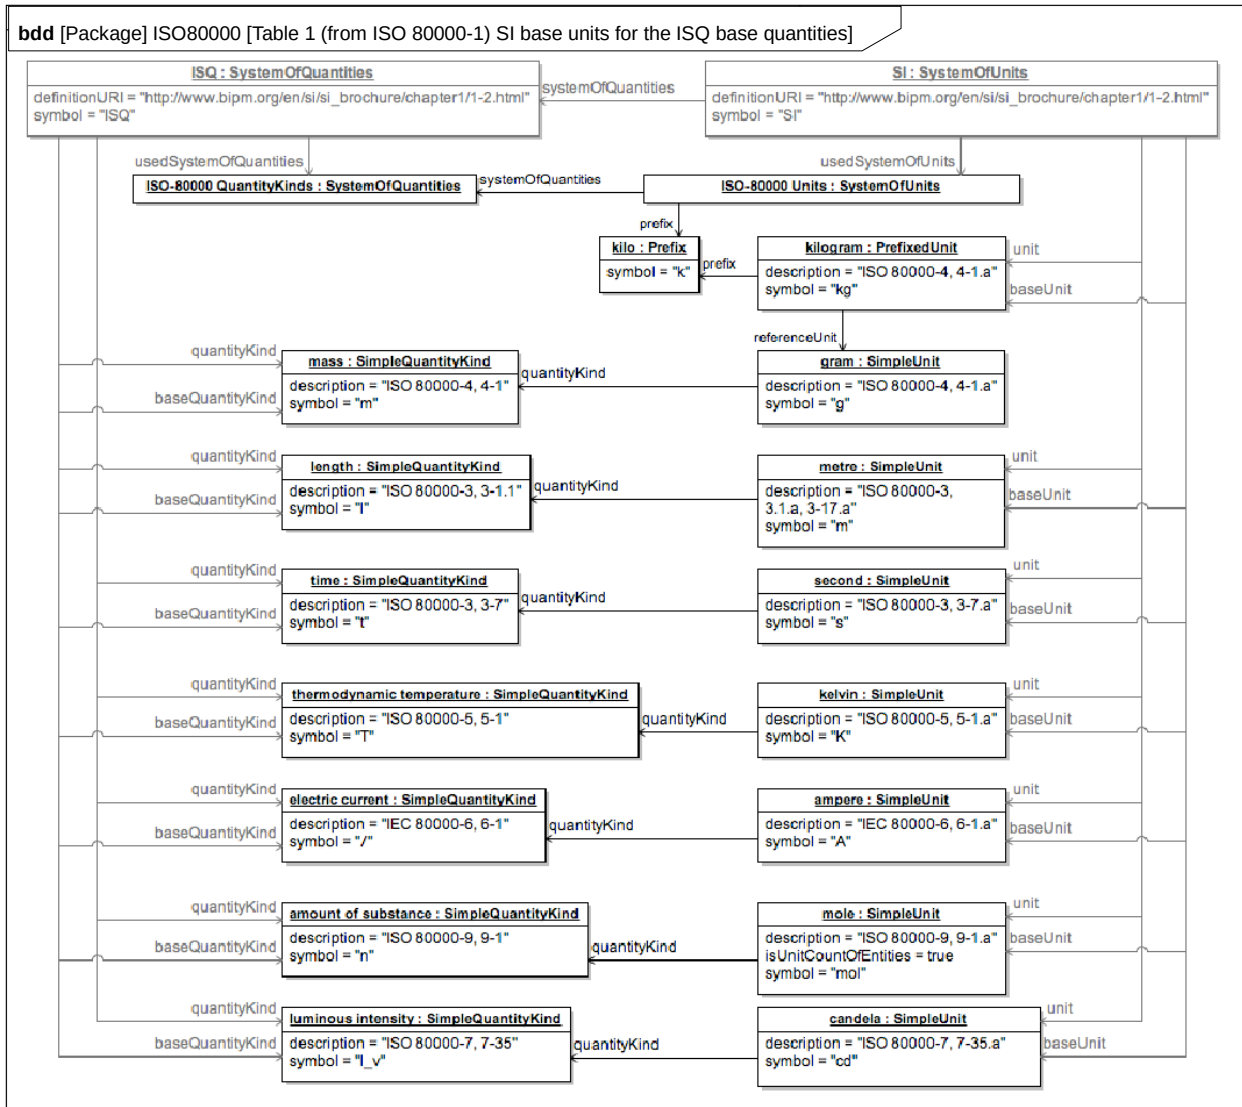 bdd [Package] ISO80000 [Table 1 (from ISO 80000-1) SI base units for the ISQ base quantities]
ISQ : SystemOfQuantities
definitionURI = "http://www.bipm.org/en/si/si_brochure/chapter1/1-2.html"
symbol = "ISQ"
systemOfQuantities
SI : SystemOfUnits
definitionURI = "http://www.bipm.org/en/si/si_brochure/chapter1/1-2.html"
symbol = "SI"
usedSystemOfQuantities
usedSystemOfUnits
ISO-80000 QuantityKinds : SystemOfQuantities
systemOfQuantities
ISO-80000 Units : SystemOfUnits
prefix
kilo : Prefix
symbol = "k"
prefix
kilogram : PrefixedUnit
description = "ISO 80000-4, 4-1.a"
symbol = "kg"
unit
baseUnit
referenceUnit
quantityKind
baseQuantityKind
mass : SimpleQuantityKind
description = "ISO 80000-4, 4-1"
symbol = "m"
quantityKind
gram : SimpleUnit
description = "ISO 80000-4, 4-1.a"
symbol = "g"
quantityKind
baseQuantityKind
length : SimpleQuantityKind
description = "ISO 80000-3, 3-1.1"
symbol = "l"
quantityKind
metre : SimpleUnit
description = "ISO 80000-3,
3.1.a, 3-17.a"
symbol = "m"
unit
baseUnit
quantityKind
baseQuantityKind
time : SimpleQuantityKind
description = "ISO 80000-3, 3-7"
symbol = "t"
quantityKind
second : SimpleUnit
description = "ISO 80000-3, 3-7.a"
symbol = "s"
unit
baseUnit
quantityKind
baseQuantityKind
thermodynamic temperature : SimpleQuantityKind
description = "ISO 80000-5, 5-1"
symbol = "T"
quantityKind
kelvin : SimpleUnit
description = "ISO 80000-5, 5-1.a"
symbol = "K"
unit
baseUnit
quantityKind
baseQuantityKind
electric current : SimpleQuantityKind
description = "IEC 80000-6, 6-1"
symbol = "I"
quantityKind
ampere : SimpleUnit
description = "IEC 80000-6, 6-1.a"
symbol = "A"
unit
baseUnit
quantityKind
baseQuantityKind
amount of substance : SimpleQuantityKind
description = "ISO 80000-9, 9-1"
symbol = "n"
quantityKind
mole : SimpleUnit
description = "ISO 80000-9, 9-1.a"
isUnitCountOfEntities = true
symbol = "mol"
unit
baseUnit
quantityKind
baseQuantityKind
luminous intensity : SimpleQuantityKind
description = "ISO 80000-7, 7-35"
symbol = "I_v"
quantityKind
candela : SimpleUnit
description = "ISO 80000-7, 7-35.a"
symbol = "cd"
unit
baseUnit